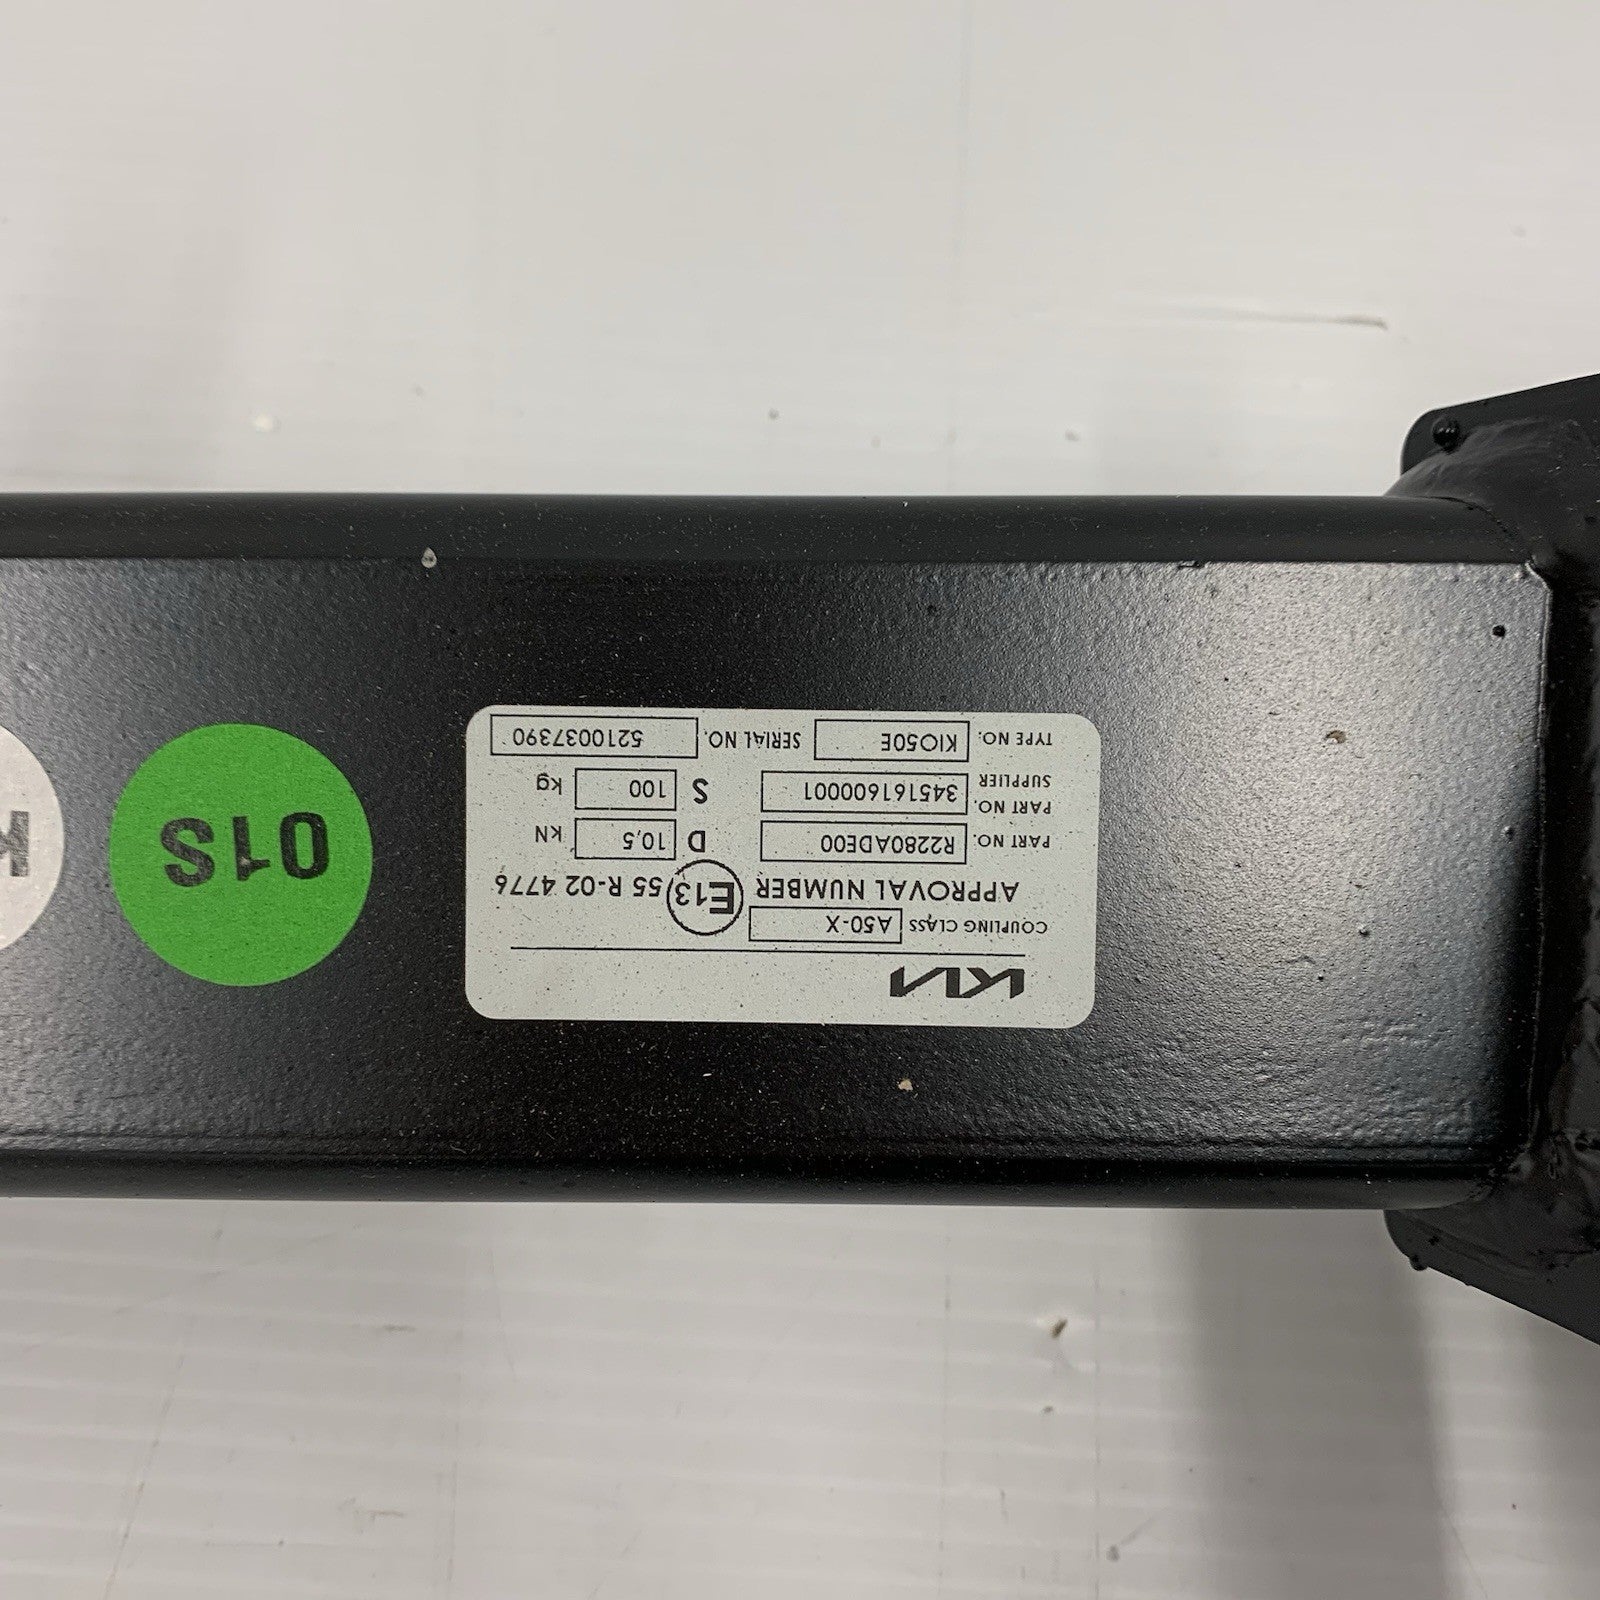 KIA
COUPLING CLASS A50-X
APPROVAL NUMBER E13 55 R-02 4776
PART NO. R2280ADE00 D 10,5 kN
PART NO. SUPPLIER 345161600001 S 100 kg
TYPE NO. KIO50E SERIAL NO. 5210037390
01S
K